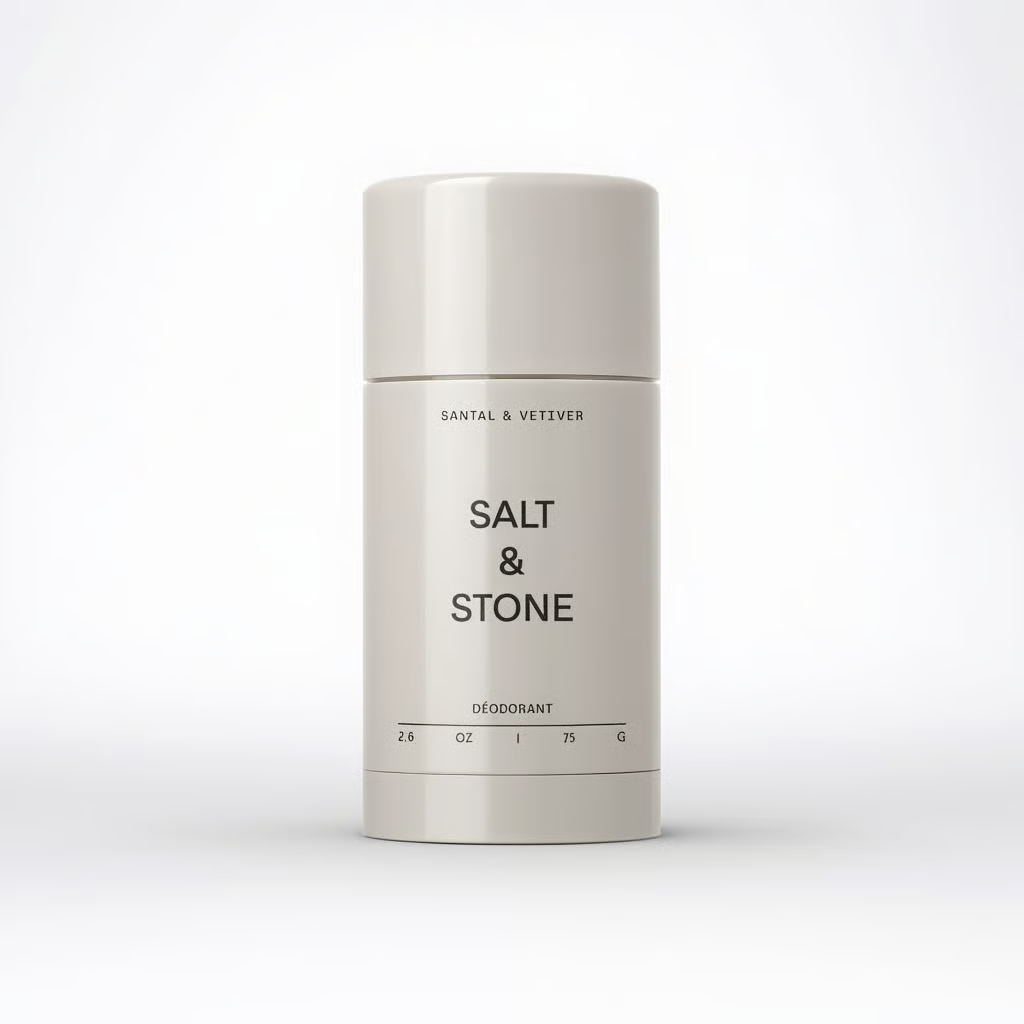 SANTAL & VETIVER
SALT
&
STONE
DÉODORANT
2.6 OZ | 75 G